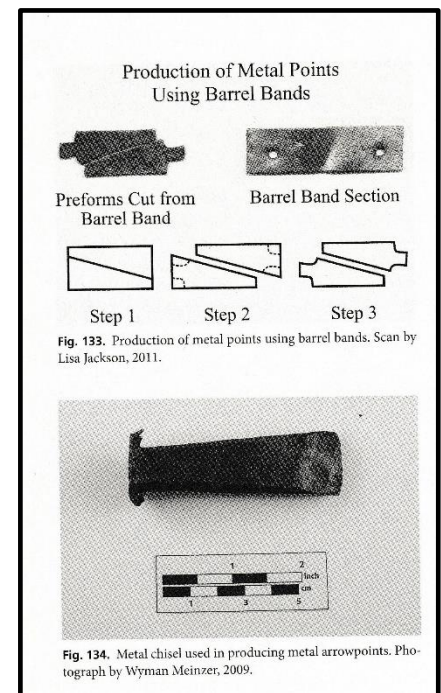 Production of Metal Points
Using Barrel Bands
Preforms Cut from
Barrel Band
Barrel Band Section
Step 1
Step 2
Step 3
Fig. 133. Production of metal points using barrel bands. Scan by
Lisa Jackson, 2011.
1 2
inch
cm
1 3 5
Fig. 134. Metal chisel used in producing metal arrowpoints. Pho-
tograph by Wyman Meinzer, 2009.